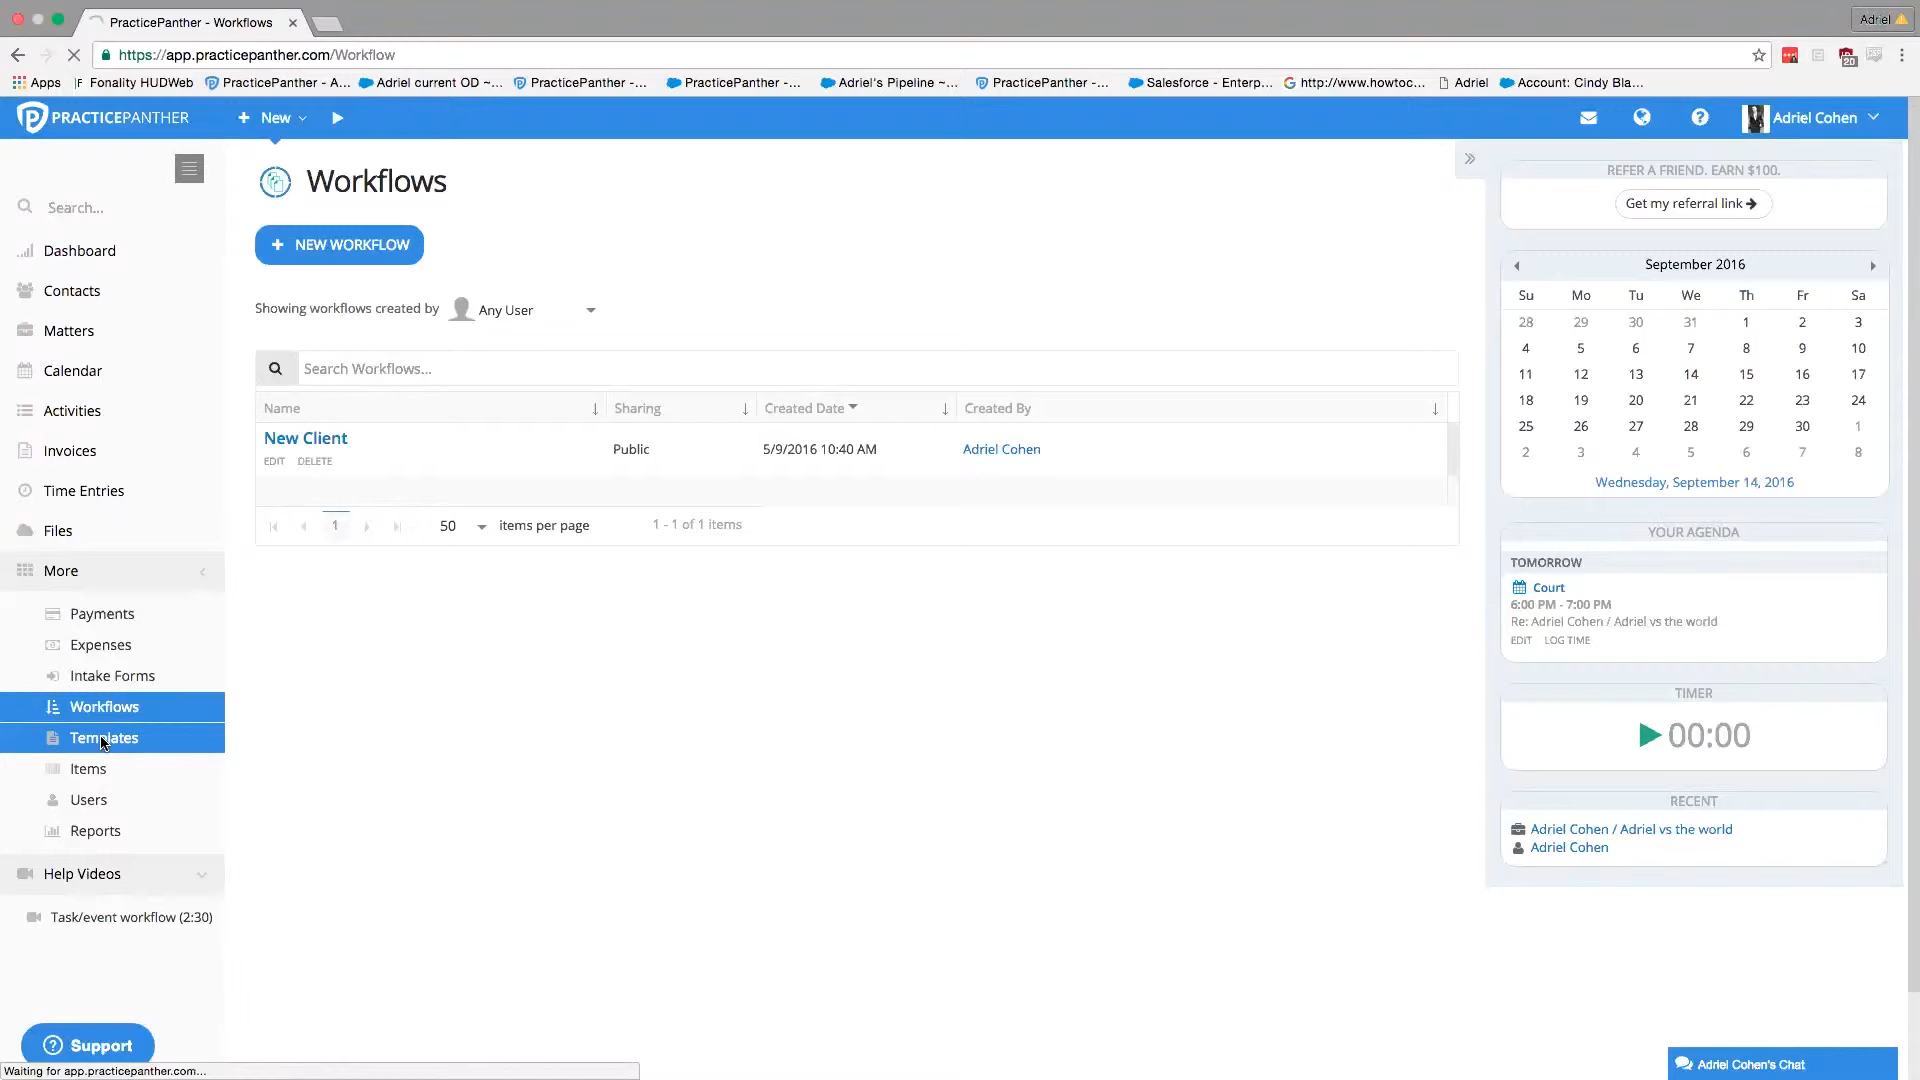 PracticePanther - Workflows
Adriel
https://app.practicepanther.com/Workflow
Apps
Fonality HUDWeb
PracticePanther - A...
Adriel current OD ~...
PracticePanther -...
PracticePanther -...
Adriel's Pipeline ~...
PracticePanther -...
Salesforce - Enterp...
http://www.howtoc...
Adriel
Account: Cindy Bla...
PRACTICEPANTHER
+ New
Adriel Cohen
Search...
Dashboard
Contacts
Matters
Calendar
Activities
Invoices
Time Entries
Files
More
Payments
Expenses
Intake Forms
Workflows
Templates
Items
Users
Reports
Help Videos
Task/event workflow (2:30)
Support
Waiting for app.practicepanther.com...
Workflows
+ NEW WORKFLOW
Showing workflows created by Any User
Search Workflows...
Name Sharing Created Date Created By
New Client Public 5/9/2016 10:40 AM Adriel Cohen
EDIT DELETE
1 50 items per page 1 - 1 of 1 items
REFER A FRIEND. EARN $100.
Get my referral link
September 2016
Su Mo Tu We Th Fr Sa
28 29 30 31 1 2 3
4 5 6 7 8 9 10
11 12 13 14 15 16 17
18 19 20 21 22 23 24
25 26 27 28 29 30 1
2 3 4 5 6 7 8
Wednesday, September 14, 2016
YOUR AGENDA
TOMORROW
Court
6:00 PM - 7:00 PM
Re: Adriel Cohen / Adriel vs the world
EDIT LOG TIME
TIMER
00:00
RECENT
Adriel Cohen / Adriel vs the world
Adriel Cohen
Adriel Cohen's Chat